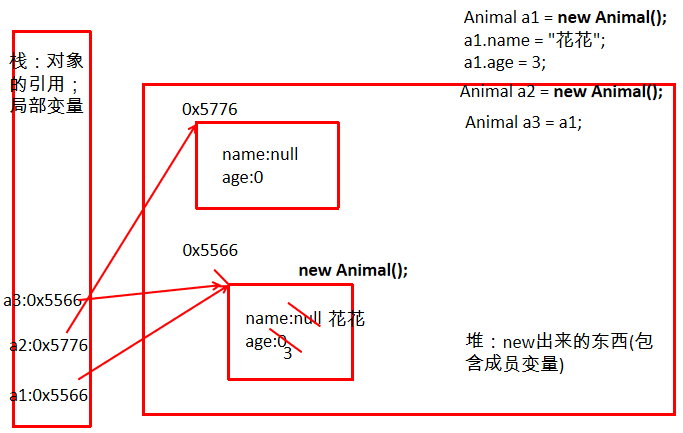 Animal a1 = new Animal();
a1.name = "花花";
a1.age = 3;
Animal a2 = new Animal();
Animal a3 = a1;
栈：对象
的引用；
局部变量
0x5776
name:null
age:0
0x5566
new Animal();
name:null 花花
age:0
3
a3:0x5566
a2:0x5776
a1:0x5566
堆：new出来的东西(包
含成员变量)